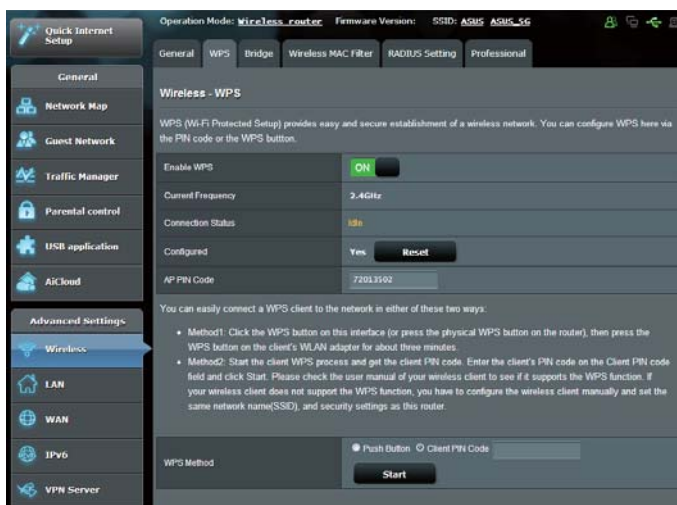 Quick Internet
Setup
Operation Mode: Wireless router Firmware Version: SSID: ASUS ASUS_5G
General WPS Bridge Wireless MAC Filter RADIUS Setting Professional
General
Network Map
Guest Network
Traffic Manager
Parental control
USB application
AiCloud
Advanced Settings
Wireless
LAN
WAN
IPv6
VPN Server
Wireless - WPS
WPS (Wi-Fi Protected Setup) provides easy and secure establishment of a wireless network. You can configure WPS here via
the PIN code or the WPS buttton.
Enable WPS ON
Current Frequency 2.4GHz
Connection Status Idle
Configured Yes Reset
AP PIN Code 72013502
You can easily connect a WPS client to the network in either of these two ways:
• Method1: Click the WPS button on this interface (or press the physical WPS button on the router), then press the
WPS button on the client's WLAN adapter for about three minutes.
• Method2: Start the client WPS process and get the client PIN code. Enter the client's PIN code on the Client PIN code
field and click Start. Please check the user manual of your wireless client to see if it supports the WPS function. If
your wireless client does not support the WPS function, you have to configure the wireless client manually and set the
same network name(SSID), and security settings as this router.
WPS Method Push Button Client PIN Code
Start